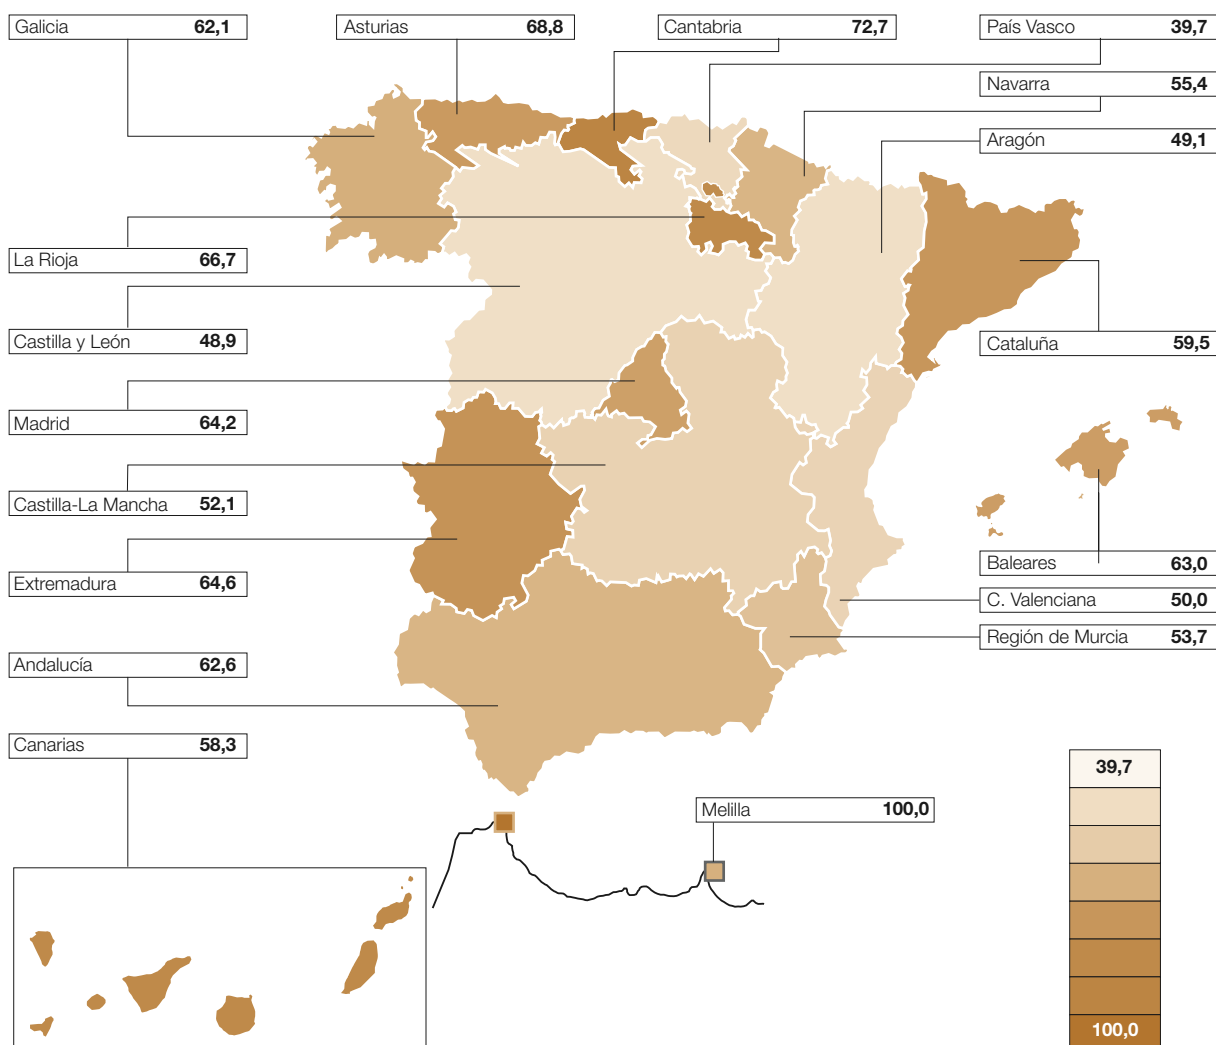 Galicia 62,1
Asturias 68,8
Cantabria 72,7
País Vasco 39,7
Navarra 55,4
Aragón 49,1
La Rioja 66,7
Castilla y León 48,9
Cataluña 59,5
Madrid 64,2
Castilla-La Mancha 52,1
Extremadura 64,6
Baleares 63,0
C. Valenciana 50,0
Región de Murcia 53,7
Andalucía 62,6
Canarias 58,3
Melilla 100,0
39,7
100,0